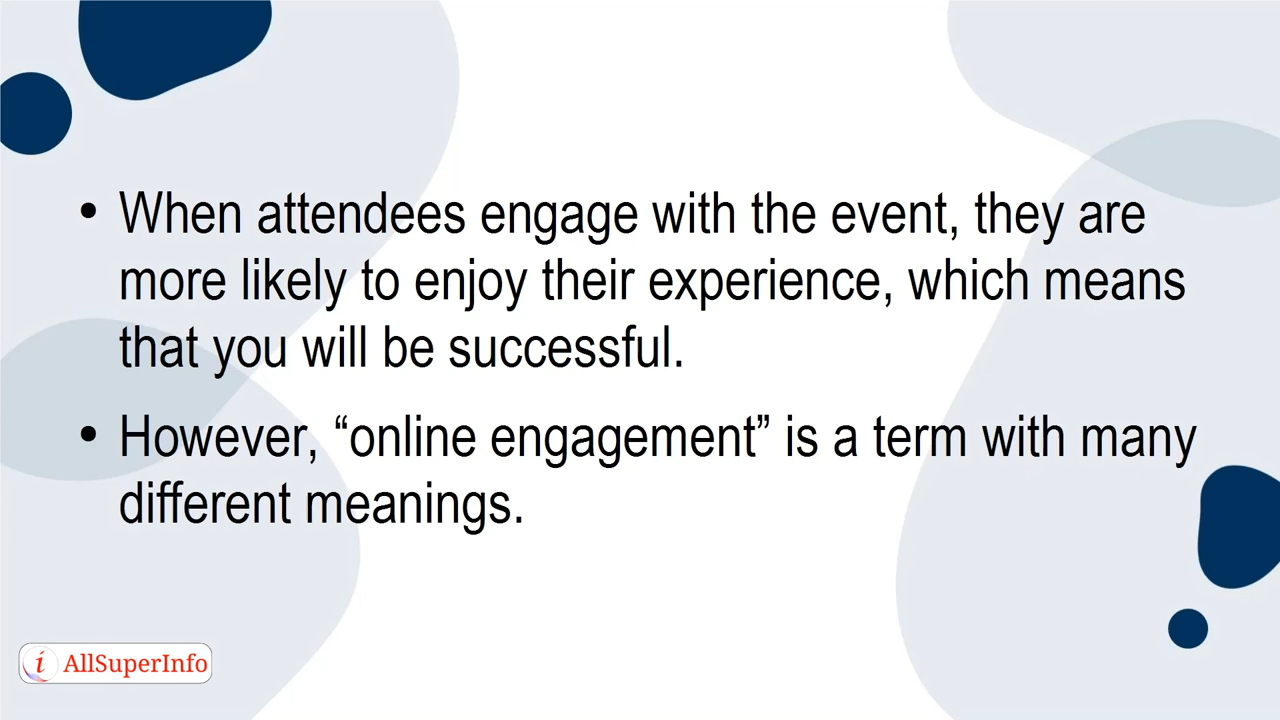 • When attendees engage with the event, they are
more likely to enjoy their experience, which means
that you will be successful.
• However, “online engagement” is a term with many
different meanings.
i AllSuperInfo